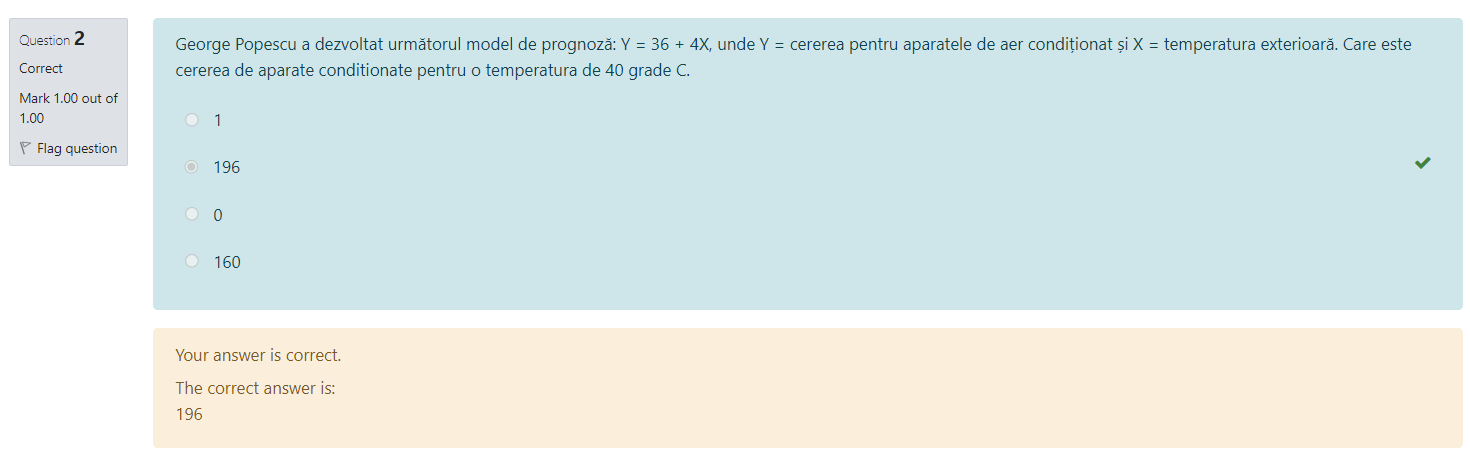 Question 2
Correct
Mark 1.00 out of
1.00
Flag question
George Popescu a dezvoltat următorul model de prognoză: Y = 36 + 4X, unde Y = cererea pentru aparatele de aer condiționat și X = temperatura exterioară. Care este
cererea de aparate conditionate pentru o temperatura de 40 grade C.
1
196
0
160
Your answer is correct.
The correct answer is:
196